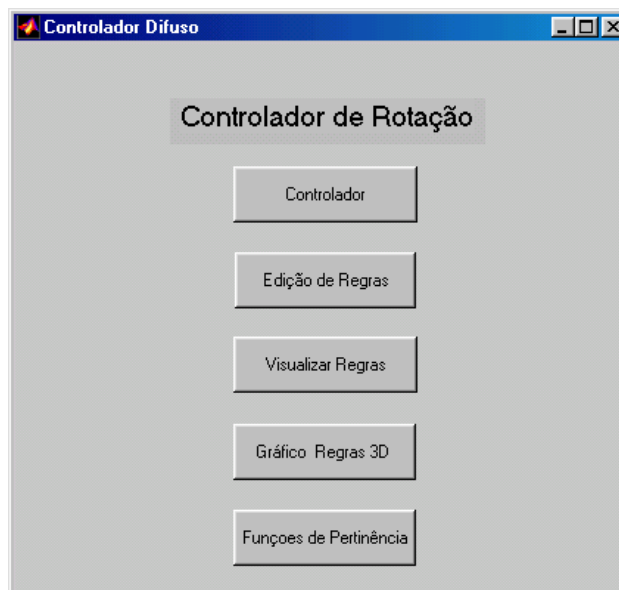 Controlador Difuso
Controlador de Rotação
Controlador
Edição de Regras
Visualizar Regras
Gráfico  Regras 3D
Funçoes de Pertinência